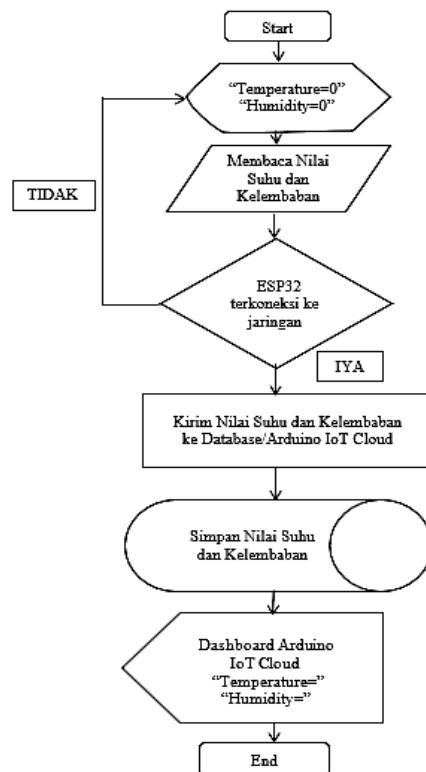 Start
“Temperature=0”
“Humidity=0”
Membaca Nilai
Suhu dan
Kelembaban
TIDAK
ESP32
terkoneksi ke
jaringan
IYA
Kirim Nilai Suhu dan Kelembaban
ke Database/Arduino IoT Cloud
Simpan Nilai Suhu
dan Kelembaban
Dashboard Arduino
IoT Cloud
“Temperature=”
“Humidity=”
End